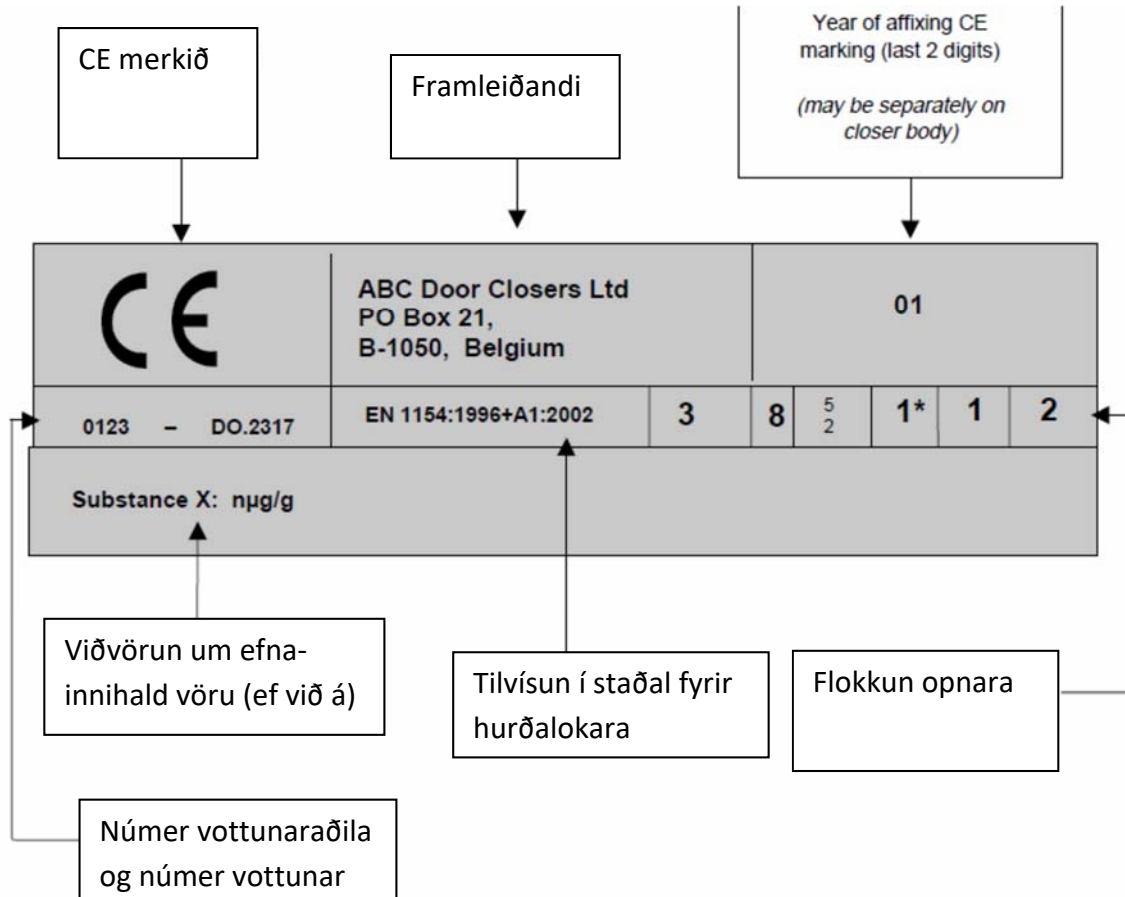 CE merkið
Framleiðandi
Year of affixing CE
marking (last 2 digits)
(may be separately on
closer body)
CE
ABC Door Closers Ltd
PO Box 21,
B-1050, Belgium
01
0123 – DO.2317
EN 1154:1996+A1:2002
3
8
5
2
1*
1
2
Substance X: nµg/g
Viðvörun um efna-
innihald vöru (ef við á)
Tilvísun í staðal fyrir
hurðalokara
Flokkun opnara
Númer vottunaraðila
og númer vottunar